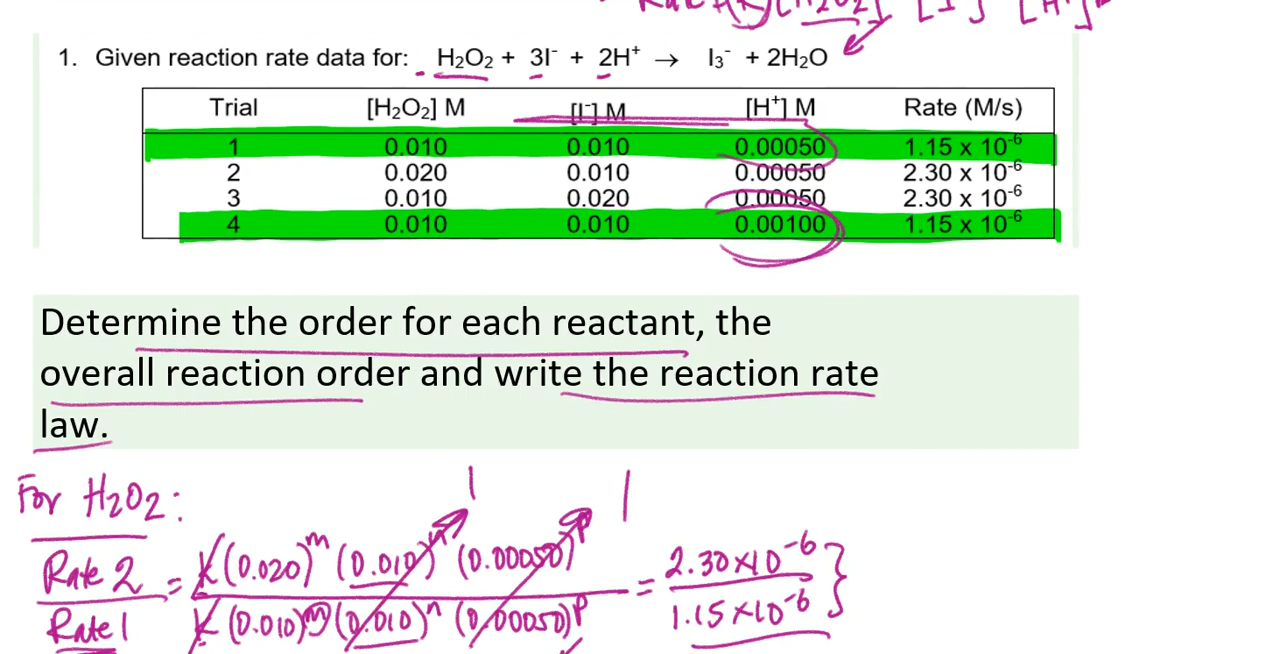 Rate = K [H2O2] [I-] [H+]
1. Given reaction rate data for: H₂O₂ + 3I⁻ + 2H⁺ → I₃⁻ + 2H₂O
Trial [H₂O₂] M [I⁻] M [H⁺] M Rate (M/s)
1 0.010 0.010 0.00050 1.15 x 10⁻⁶
2 0.020 0.010 0.00050 2.30 x 10⁻⁶
3 0.010 0.020 0.00050 2.30 x 10⁻⁶
4 0.010 0.010 0.00100 1.15 x 10⁻⁶
Determine the order for each reactant, the
overall reaction order and write the reaction rate
law.
For H2O2: 1 1
Rate 2 = K(0.020)^m (0.010)^n (0.00050)^p = 2.30×10⁻⁶ }
Rate 1 K (0.010)^m (0.010)^n (0.00050)^p 1.15×10⁻⁶